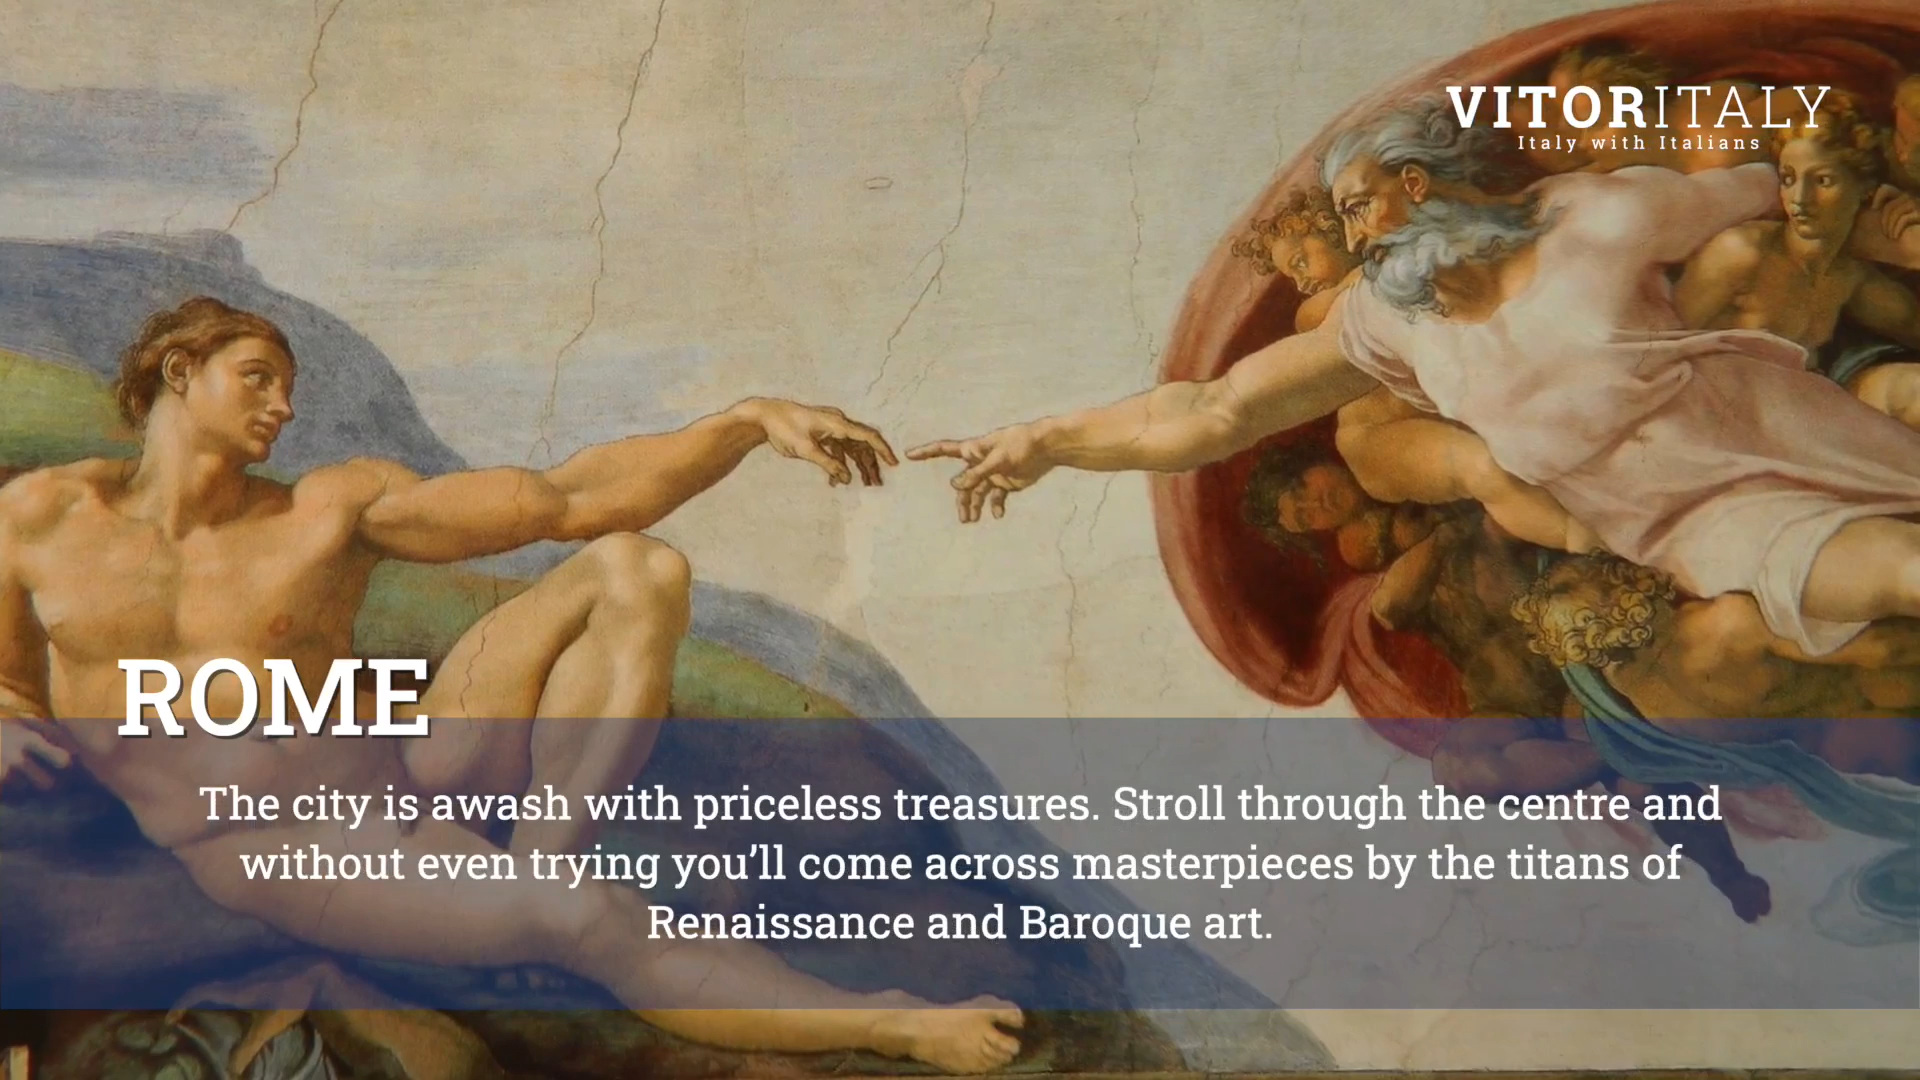 VITORITALY
Italy with Italians
ROME
The city is awash with priceless treasures. Stroll through the centre and
without even trying you’ll come across masterpieces by the titans of
Renaissance and Baroque art.